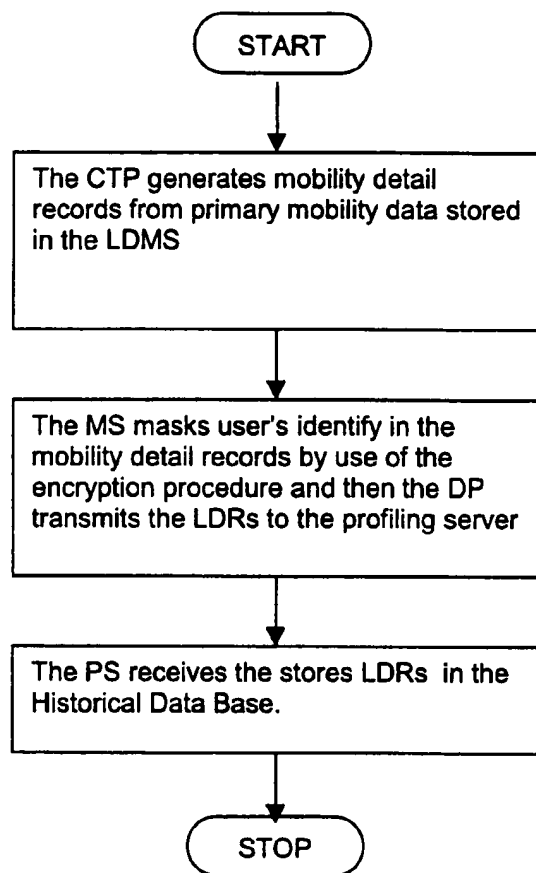 START
The CTP generates mobility detail
records from primary mobility data stored
in the LDMS
The MS masks user's identify in the
mobility detail records by use of the
encryption procedure and then the DP
transmits the LDRs to the profiling server
The PS receives the stores LDRs in the
Historical Data Base.
STOP